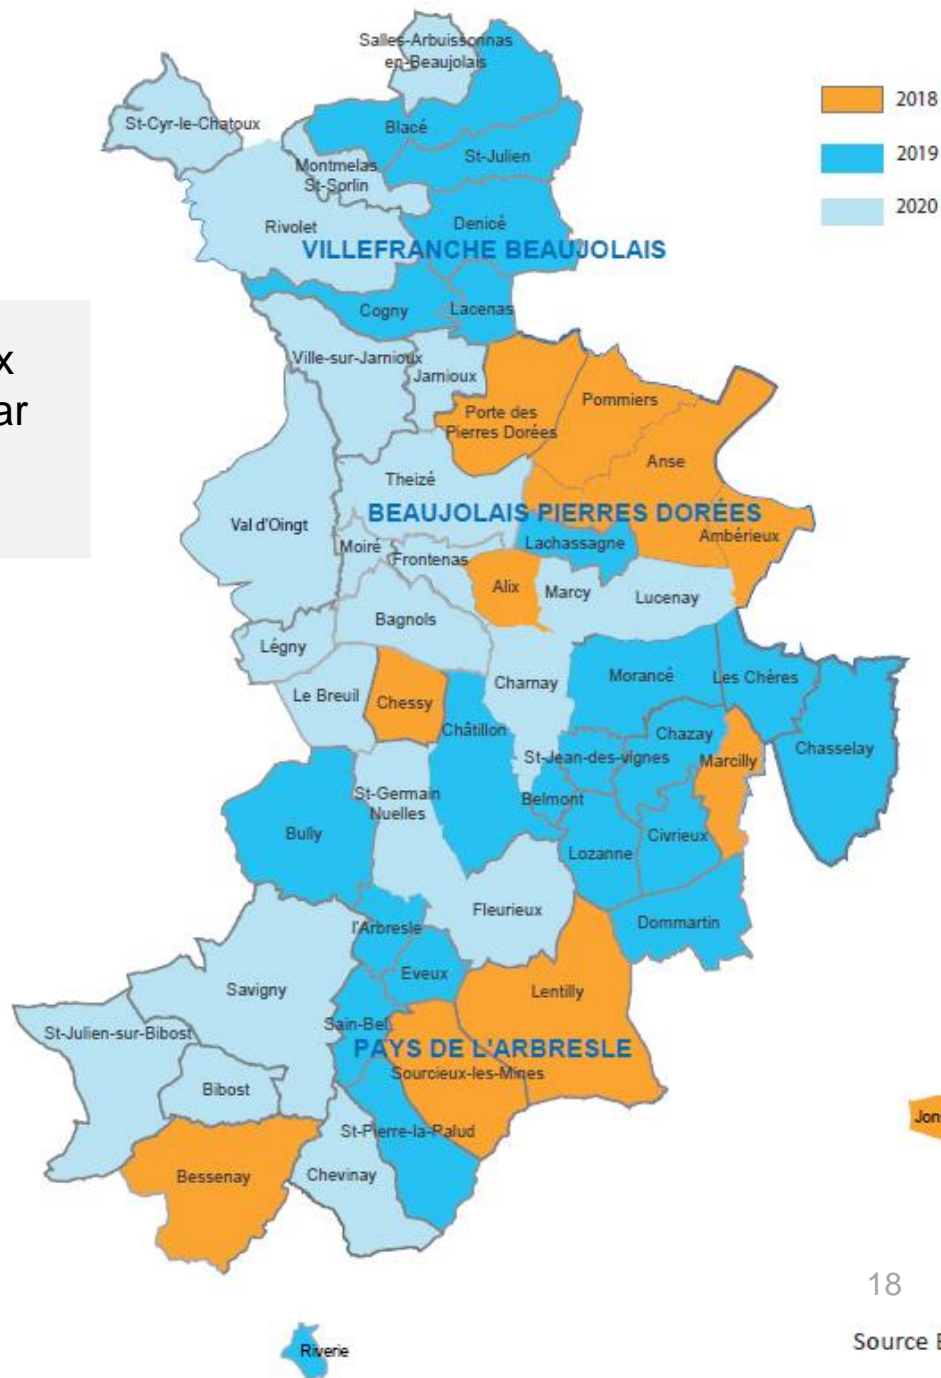 Salles-Arbuissonnas
en-Beaujolais
2018
St-Cyr-le-Chatoux
Blacé
2019
St-Julien
Montmelas
St-Sorlin
2020
Rivolet
Denicé
VILLEFRANCHE BEAUJOLAIS
Cogny
Lacenas
x
ar
Ville-sur-Jarnioux
Jarnioux
Pommiers
Porte des
Pierres Dorées
Anse
Theizé
BEAUJOLAIS PIERRES DORÉES
Val d'Oingt
Ambérieux
Moiré
Lachassagne
Frontenas
Alix
Marcy
Lucenay
Bagnols
Légny
Morancé
Les Chères
Charnay
Le Breuil
Chessy
Châtillon
Chazay
Chasselay
St-Jean-des-vignes
Marcilly
St-Germain
Nuelles
Belmont
Bully
Civrieux
Lozanne
Fleurieux
Dommartin
l'Arbresle
Eveux
Savigny
Lentilly
St-Julien-sur-Bibost
Sain-Bel
PAYS DE L'ARBRESLE
Sourcieux-les-Mines
Bibost
Jon
St-Pierre-la-Palud
Bessenay
Chevinay
18
Source E
Riverie